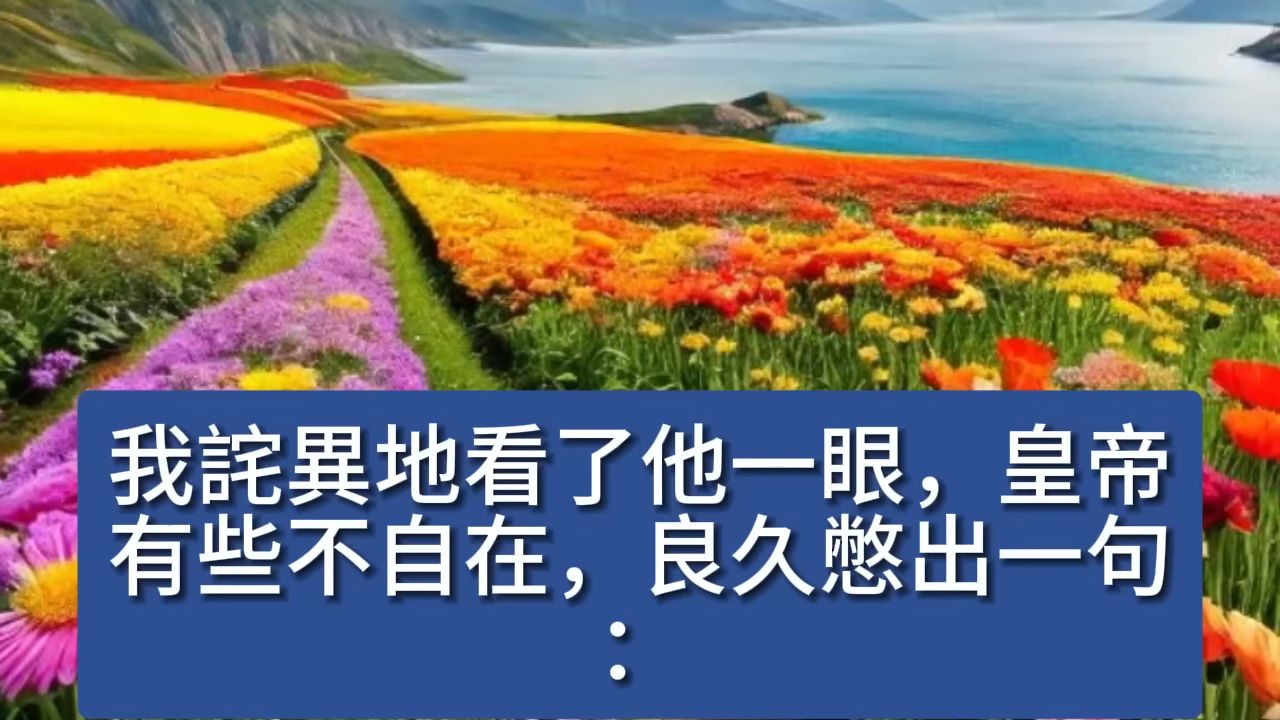 我詫異地看了他一眼，皇帝
有些不自在，良久憋出一句
：